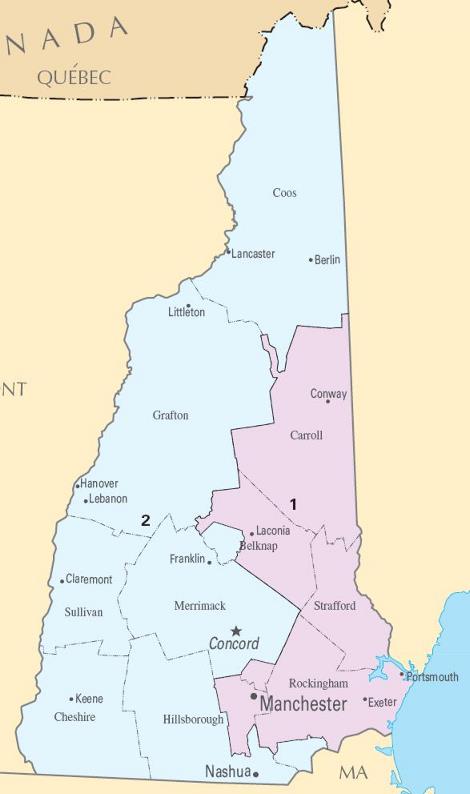 NADA
QUÉBEC
Coos
Lancaster
Berlin
Littleton
NT
Conway
Grafton
Carroll
Hanover
Lebanon
1
2
Laconia
Belknap
Franklin
Claremont
Merrimack
Strafford
Sullivan
Concord
Portsmouth
Rockingham
Keene
Manchester
Exeter
Cheshire
Hillsborough
Nashua
MA